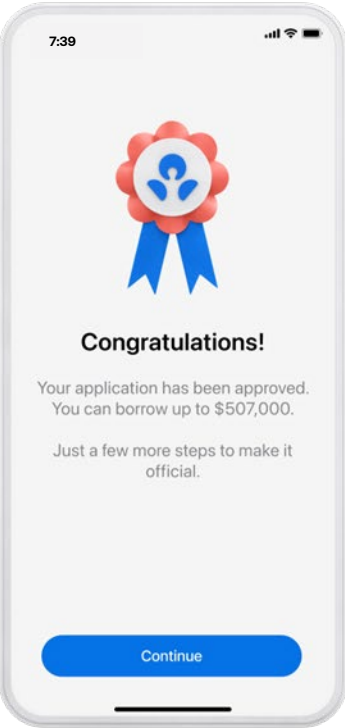 7:39
Congratulations!
Your application has been approved.
You can borrow up to $507,000.
Just a few more steps to make it
official.
Continue